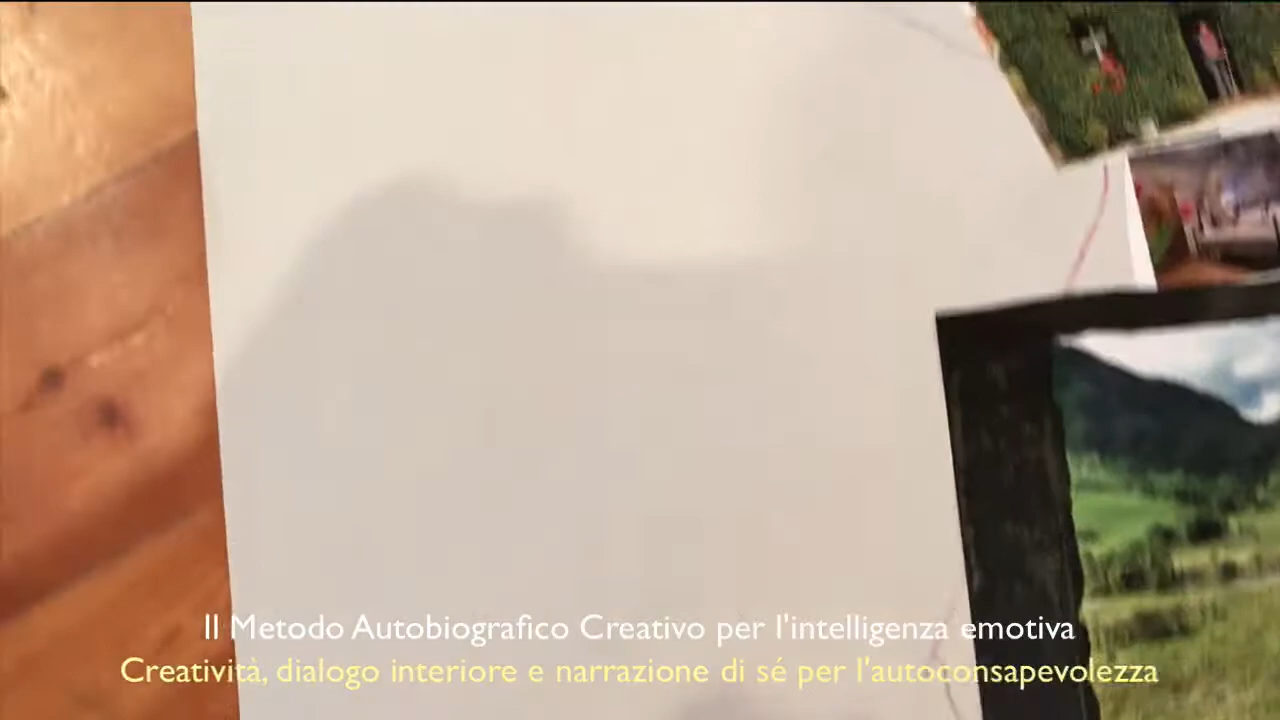 Il Metodo Autobiografico Creativo per l'intelligenza emotiva
Creatività, dialogo interiore e narrazione di sé per l'autoconsapevolezza